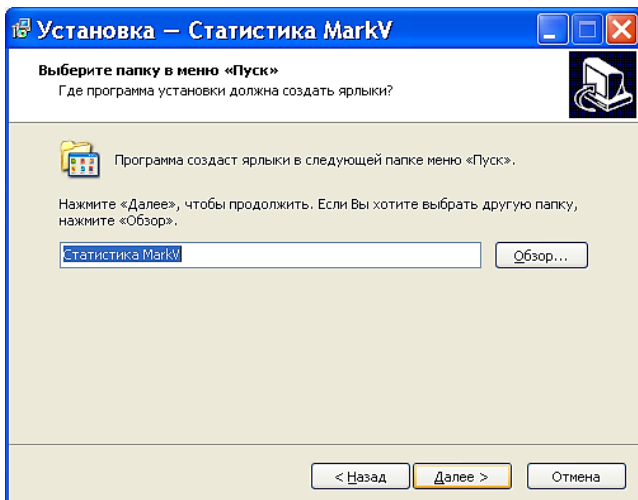 Установка — Статистика MarkV
Выберите папку в меню «Пуск»
Где программа установки должна создать ярлыки?
Программа создаст ярлыки в следующей папке меню «Пуск».
Нажмите «Далее», чтобы продолжить. Если Вы хотите выбрать другую папку,
нажмите «Обзор».
Статистика MarkV
Обзор...
< Назад
Далее >
Отмена